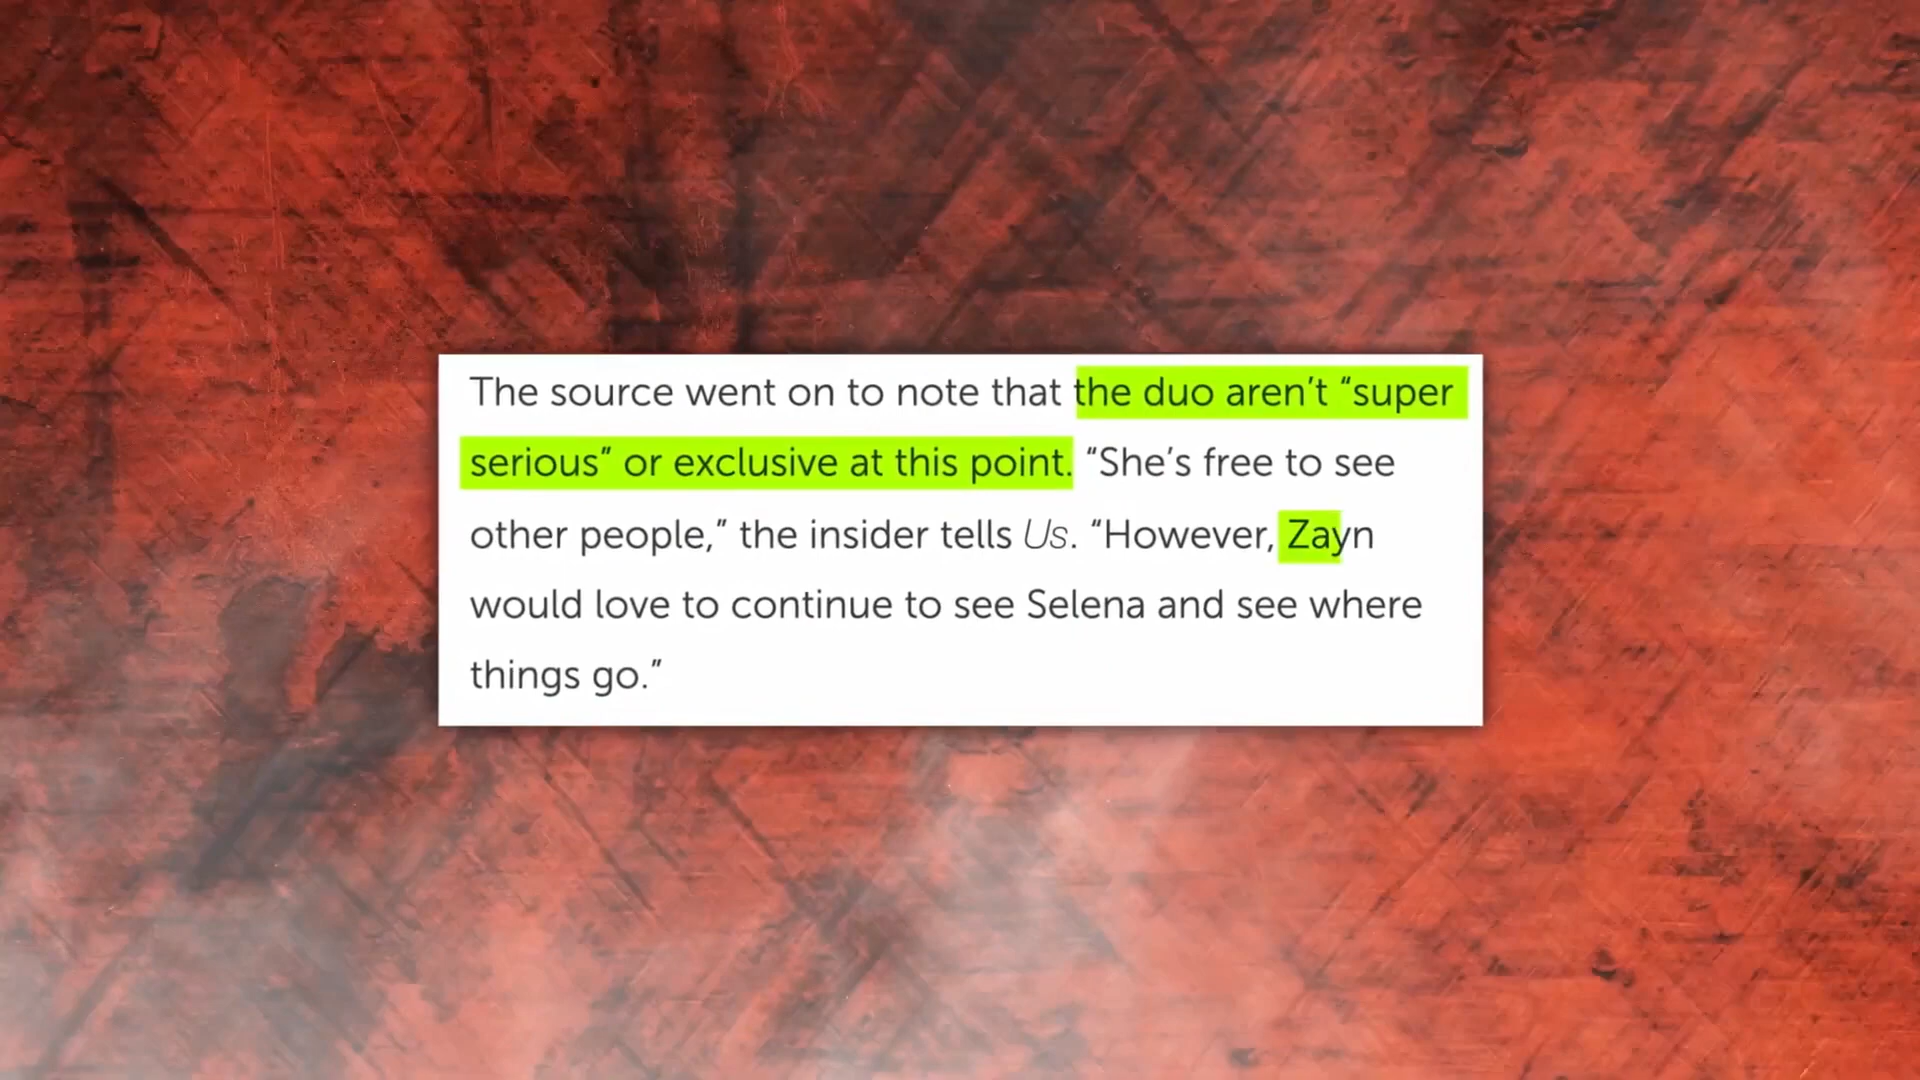 The source went on to note that the duo aren’t “super
serious” or exclusive at this point. “She’s free to see
other people,” the insider tells Us. “However, Zayn
would love to continue to see Selena and see where
things go.”